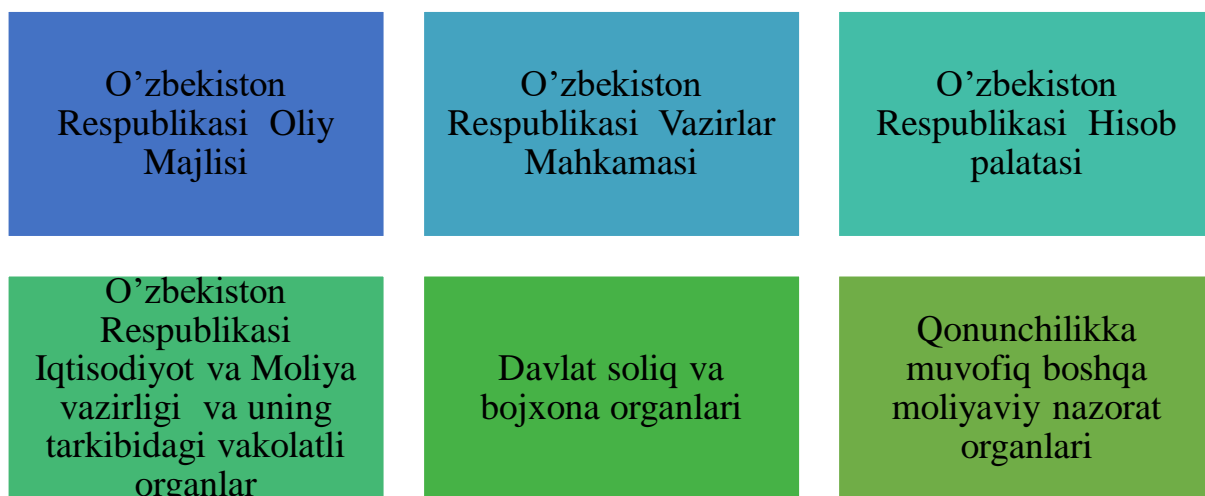 O’zbekiston
Respublikasi Oliy
Majlisi
O’zbekiston
Respublikasi Vazirlar
Mahkamasi
O’zbekiston
Respublikasi Hisob
palatasi
O’zbekiston
Respublikasi
Iqtisodiyot va Moliya
vazirligi va uning
tarkibidagi vakolatli
organlar
Davlat soliq va
bojxona organlari
Qonunchilikka
muvofiq boshqa
moliyaviy nazorat
organlari